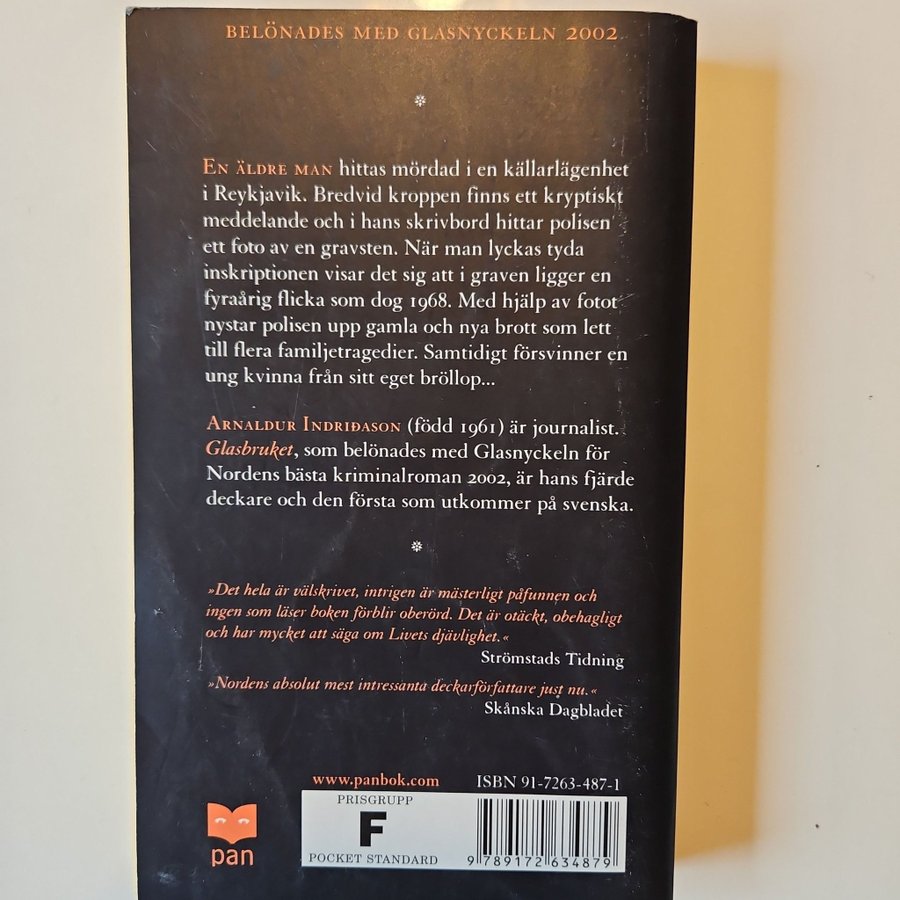 BELÖNADES MED GLASNYCKELN 2002
EN ÄLDRE MAN hittas mördad i en källarlägenhet
i Reykjavik. Bredvid kroppen finns ett kryptiskt
meddelande och i hans skrivbord hittar polisen
ett foto av en gravsten. När man lyckas tyda
inskriptionen visar det sig att i graven ligger en
fyraårig flicka som dog 1968. Med hjälp av fotot
nystar polisen upp gamla och nya brott som lett
till flera familjetragedier. Samtidigt försvinner en
ung kvinna från sitt eget bröllop...
ARNALDUR INDRIÐASON (född 1961) är journalist.
Glasbruket, som belönades med Glasnyckeln för
Nordens bästa kriminalroman 2002, är hans fjärde
deckare och den första som utkommer på svenska.
»Det hela är välskrivet, intrigen är mästerligt påfunnen och
ingen som läser boken förblir oberörd. Det är otäckt, obehagligt
och har mycket att säga om Livets djävlighet.«
Strömstads Tidning
»Nordens absolut mest intressanta deckarförfattare just nu.«
Skånska Dagbladet
www.panbok.com ISBN 91-7263-487-1
PRISGRUPP
F
POCKET STANDARD
9 789172 634879
pan